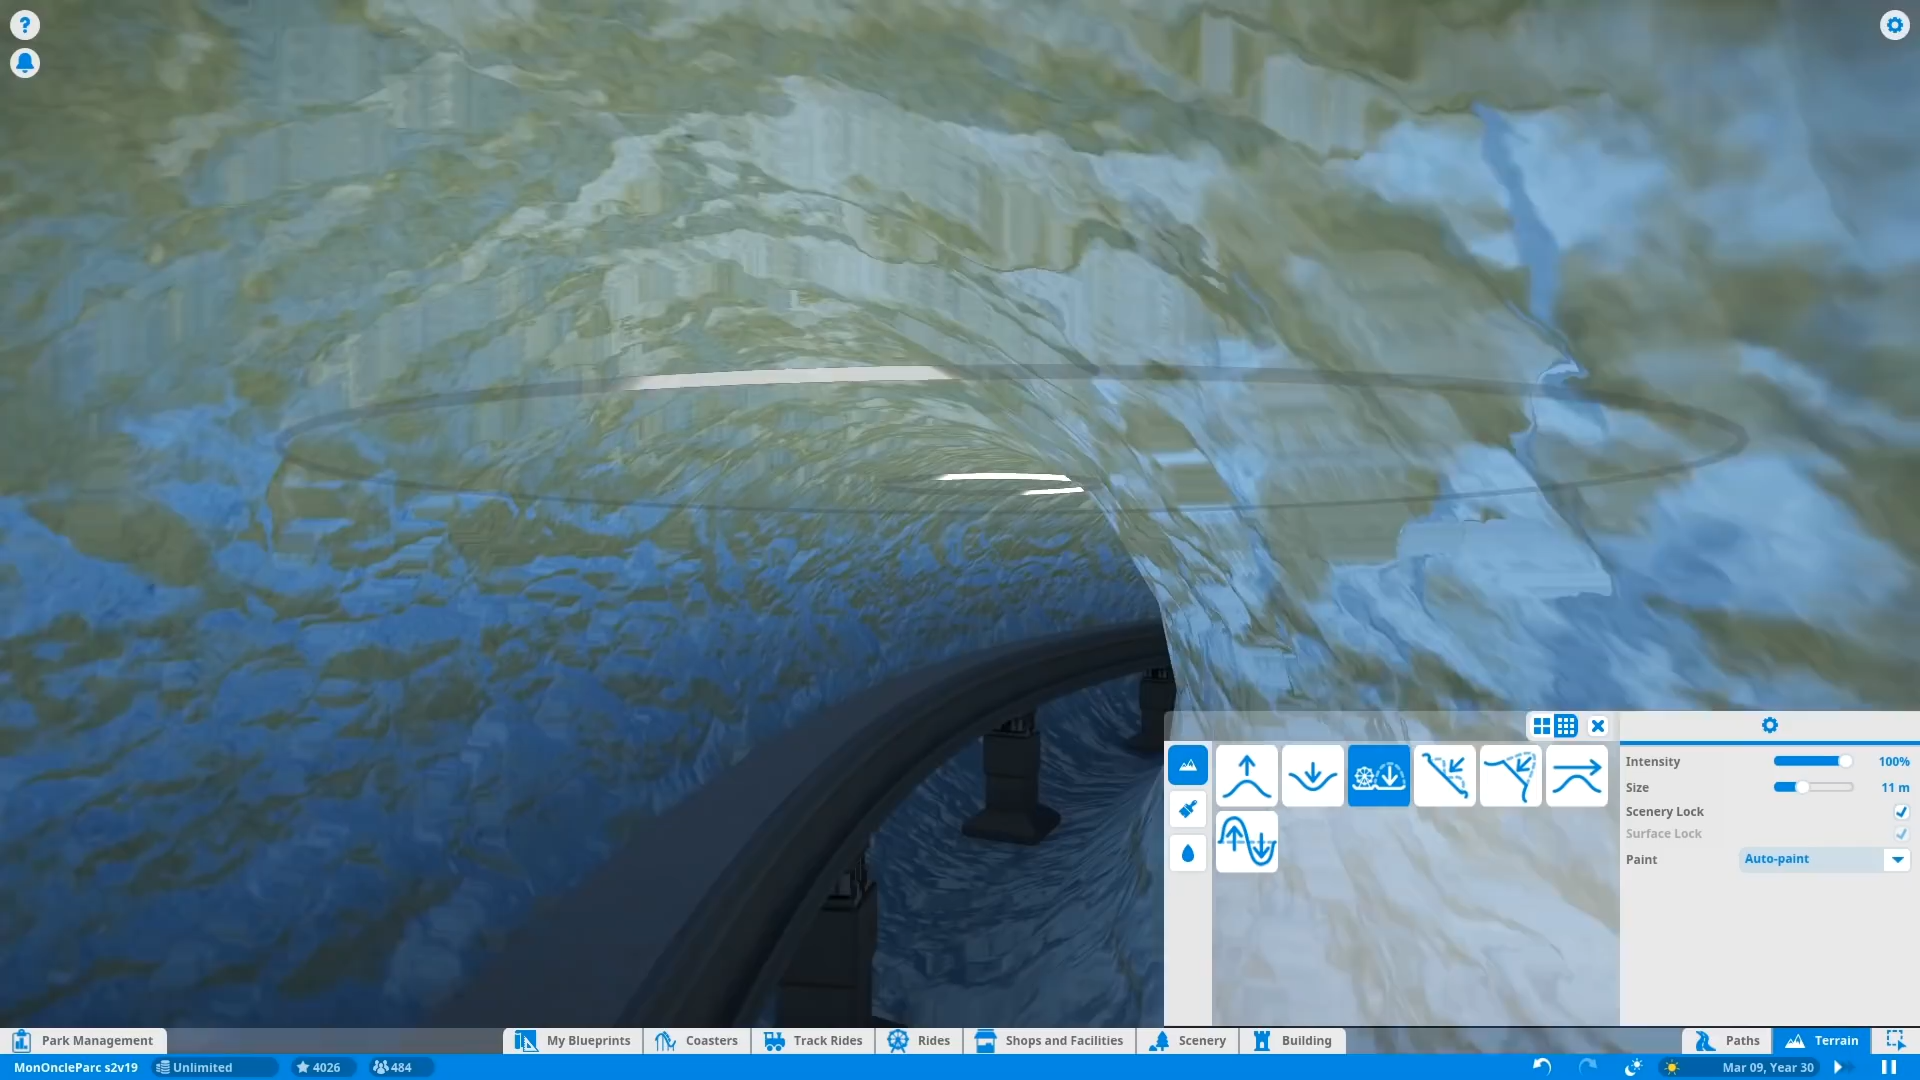 ?
Intensity 100%
Size 11 m
Scenery Lock
Surface Lock
Paint Auto-paint
Park Management
My Blueprints
Coasters
Track Rides
Rides
Shops and Facilities
Scenery
Building
Paths
Terrain
MonOncleParc s2v19
Unlimited
4026
484
Mar 09, Year 30